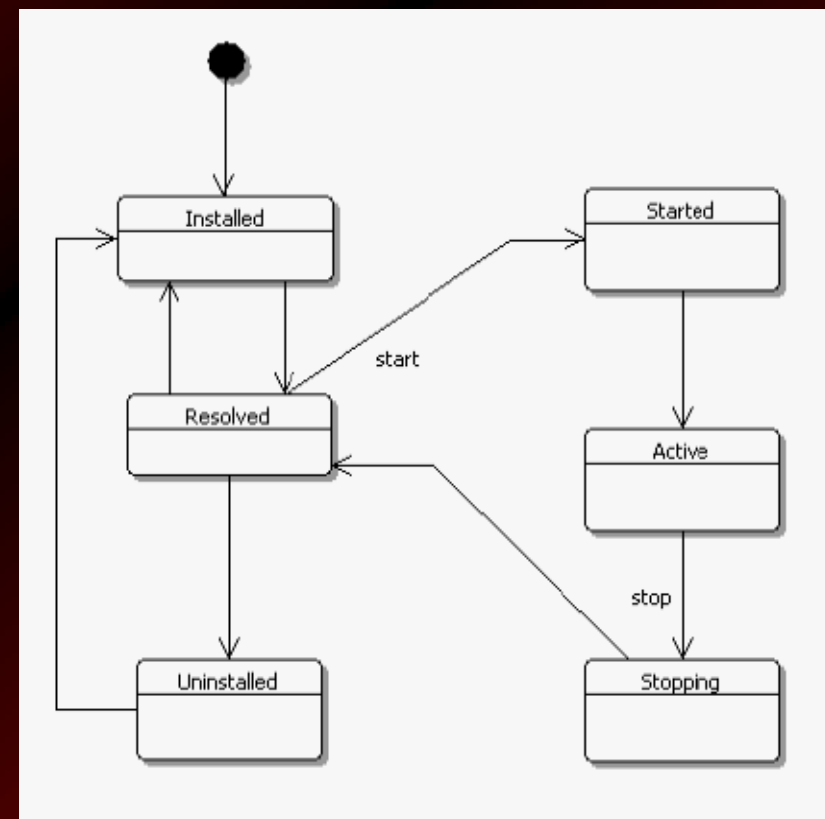 Installed
Started
start
Resolved
Active
stop
Uninstalled
Stopping